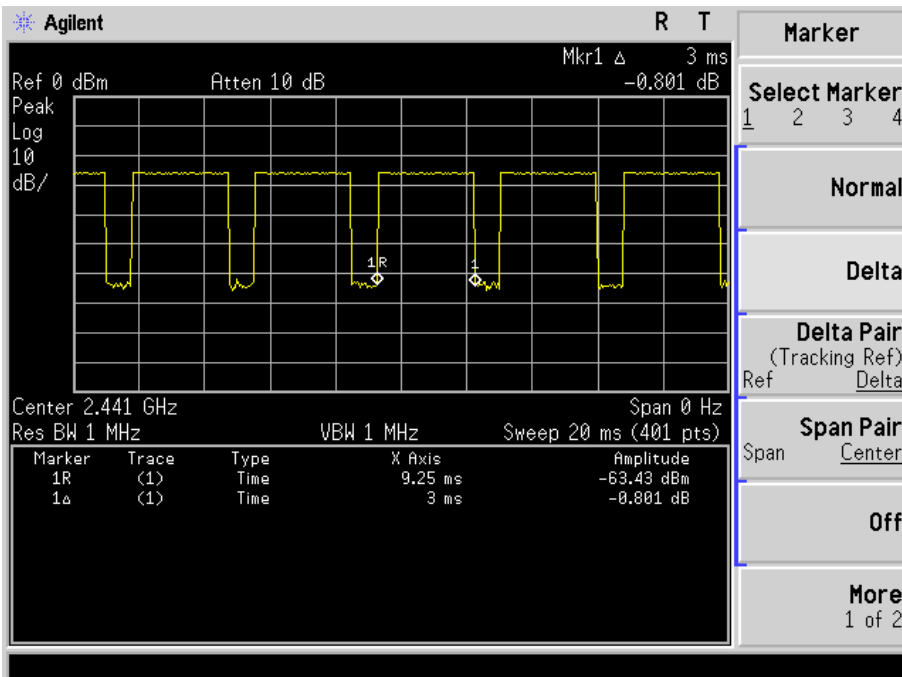 Agilent R T
Mkr1 Δ 3 ms
Ref 0 dBm Atten 10 dB -0.801 dB
Peak
Log
10
dB/
1R 1
Center 2.441 GHz Span 0 Hz
Res BW 1 MHz VBW 1 MHz Sweep 20 ms (401 pts)
Marker Trace Type X Axis Amplitude
1R (1) Time 9.25 ms -63.43 dBm
1Δ (1) Time 3 ms -0.801 dB
Marker
Select Marker
1 2 3 4
Normal
Delta
Delta Pair
(Tracking Ref)
Ref Delta
Span Pair
Span Center
Off
More
1 of 2